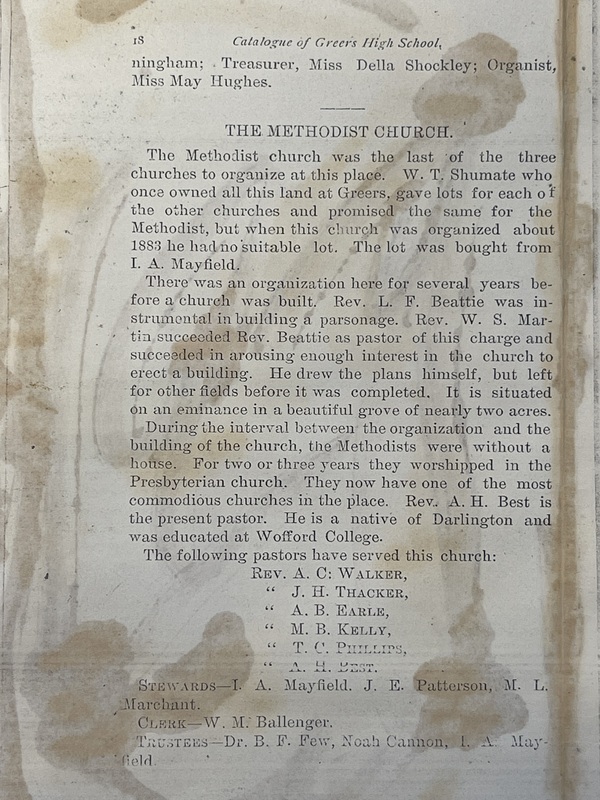 18 Catalogue of Greers High School,
ningham; Treasurer, Miss Della Shockley; Organist,
Miss May Hughes.
THE METHODIST CHURCH.
The Methodist church was the last of the three
churches to organize at this place. W. T. Shumate who
once owned all this land at Greers, gave lots for each of
the other churches and promised the same for the
Methodist, but when this church was organized about
1883 he had no suitable lot. The lot was bought from
I. A. Mayfield.
There was an organization here for several years be-
fore a church was built. Rev. L. F. Beattie was in-
strumental in building a parsonage. Rev. W. S. Mar-
tin succeeded Rev. Beattie as pastor of this charge and
succeeded in arousing enough interest in the church to
erect a building. He drew the plans himself, but left
for other fields before it was completed. It is situated
on an eminance in a beautiful grove of nearly two acres.
During the interval between the organization and the
building of the church, the Methodists were without a
house. For two or three years they worshipped in the
Presbyterian church. They now have one of the most
commodious churches in the place. Rev. A. H. Best is
the present pastor. He is a native of Darlington and
was educated at Wofford College.
The following pastors have served this church:
REV. A. C. WALKER,
“ J. H. THACKER,
“ A. B. EARLE,
“ M. B. KELLY,
“ T. C. PHILLIPS,
“ A. H. BEST.
STEWARDS—I. A. Mayfield. J. E. Patterson, M. L.
Marchant.
CLERK—W. M. Ballenger.
TRUSTEES—Dr. B. F. Few, Noah Cannon, I. A. May-
field.